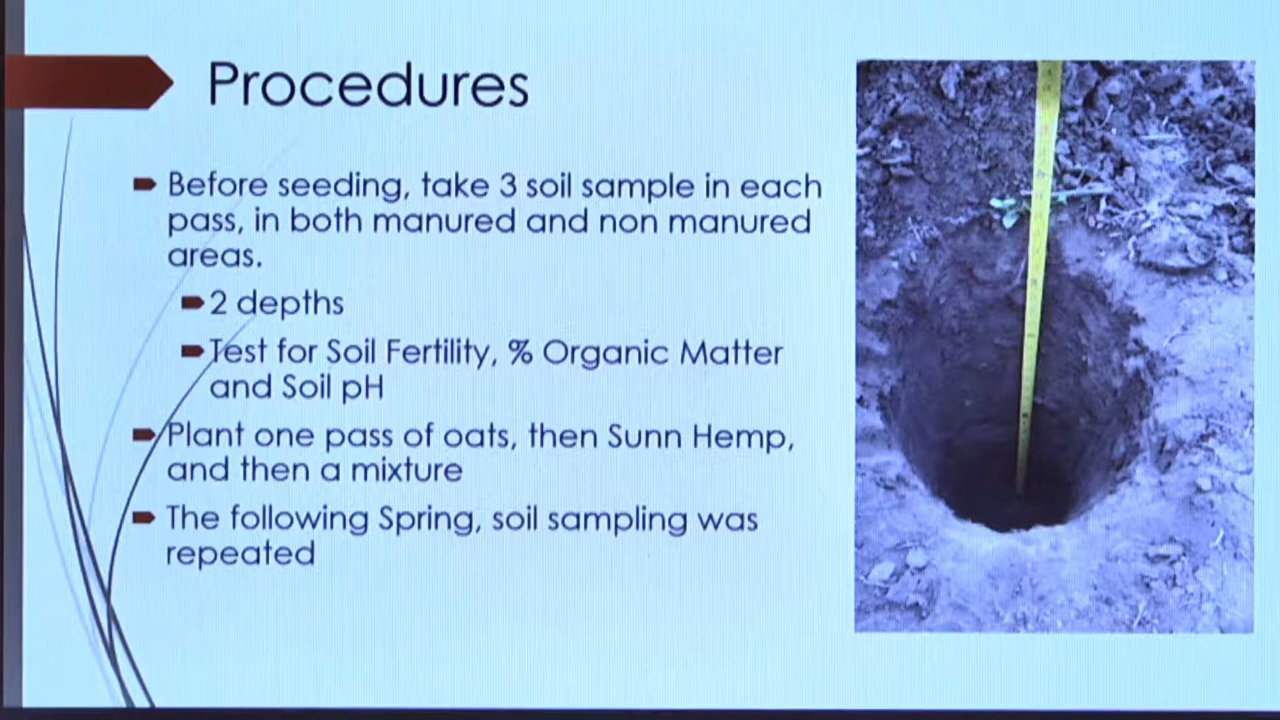 Procedures
Before seeding, take 3 soil sample in each
pass, in both manured and non manured
areas.
2 depths
Test for Soil Fertility, % Organic Matter
and Soil pH
Plant one pass of oats, then Sunn Hemp,
and then a mixture
The following Spring, soil sampling was
repeated